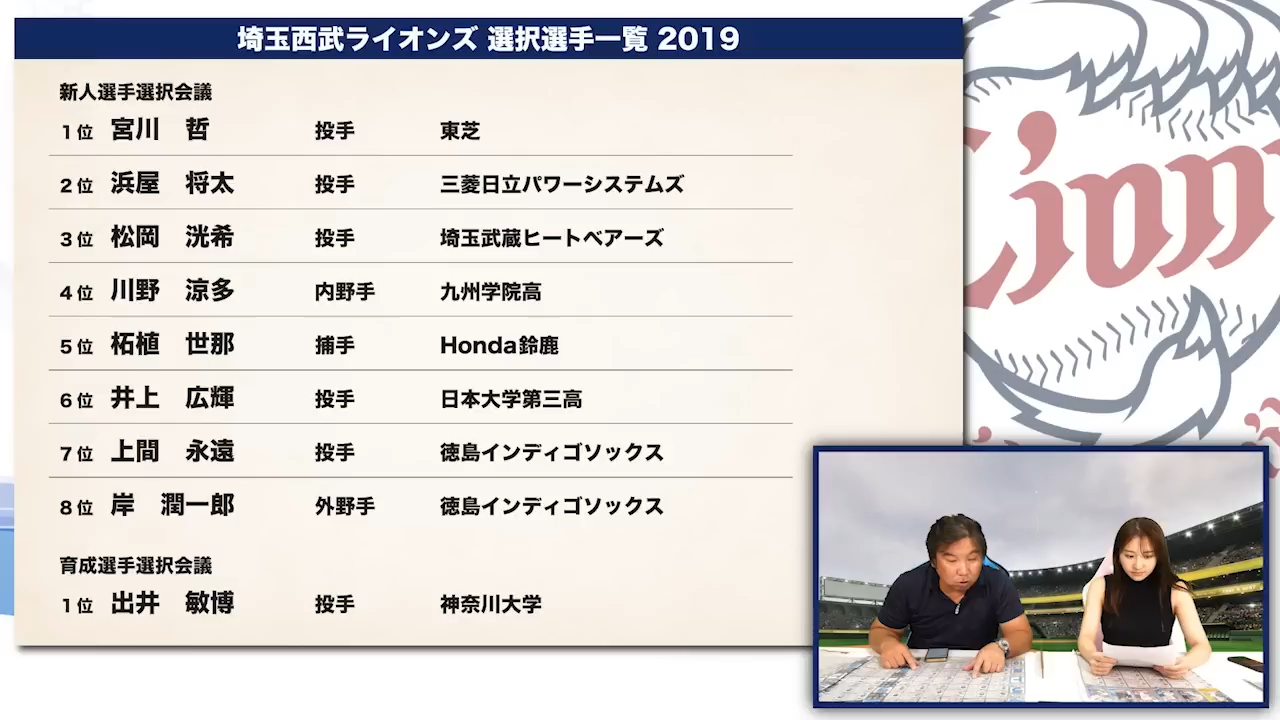 埼玉西武ライオンズ 選択選手一覧 2019
新人選手選択会議
1位 宮川 哲 投手 東芝
2位 浜屋 将太 投手 三菱日立パワーシステムズ
3位 松岡 洸希 投手 埼玉武蔵ヒートベアーズ
4位 川野 涼多 内野手 九州学院高
5位 柘植 世那 捕手 Honda鈴鹿
6位 井上 広輝 投手 日本大学第三高
7位 上間 永遠 投手 徳島インディゴソックス
8位 岸 潤一郎 外野手 徳島インディゴソックス
育成選手選択会議
1位 出井 敏博 投手 神奈川大学
Lions